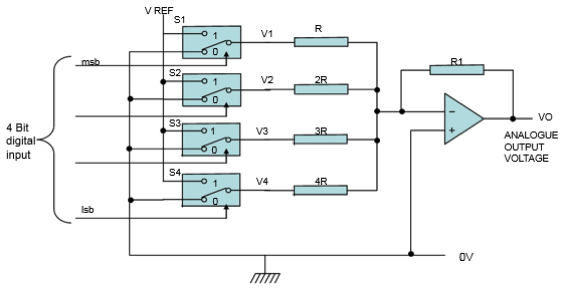 V REF
S1
1
0
V1
R
msb
S2
1
0
V2
2R
R1
4 Bit
digital
input
S3
1
0
V3
3R
−
+
VO
ANALOGUE
OUTPUT
VOLTAGE
S4
1
0
V4
4R
lsb
0V